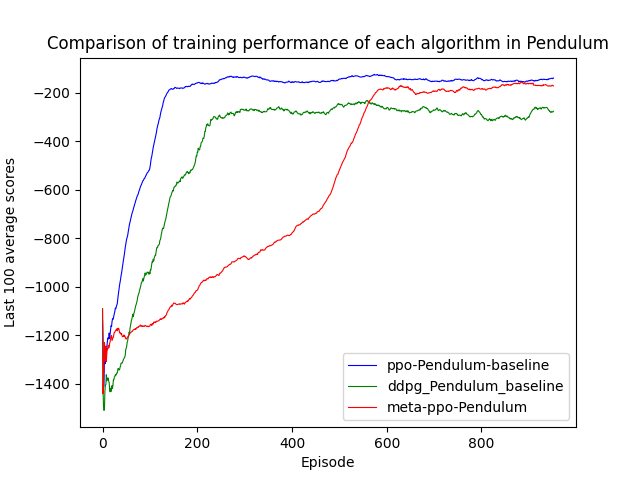 Comparison of training performance of each algorithm in Pendulum
Last 100 average scores
−200
−400
−600
−800
−1000
−1200
−1400
0
200
400
600
800
Episode
ppo-Pendulum-baseline
ddpg_Pendulum_baseline
meta-ppo-Pendulum